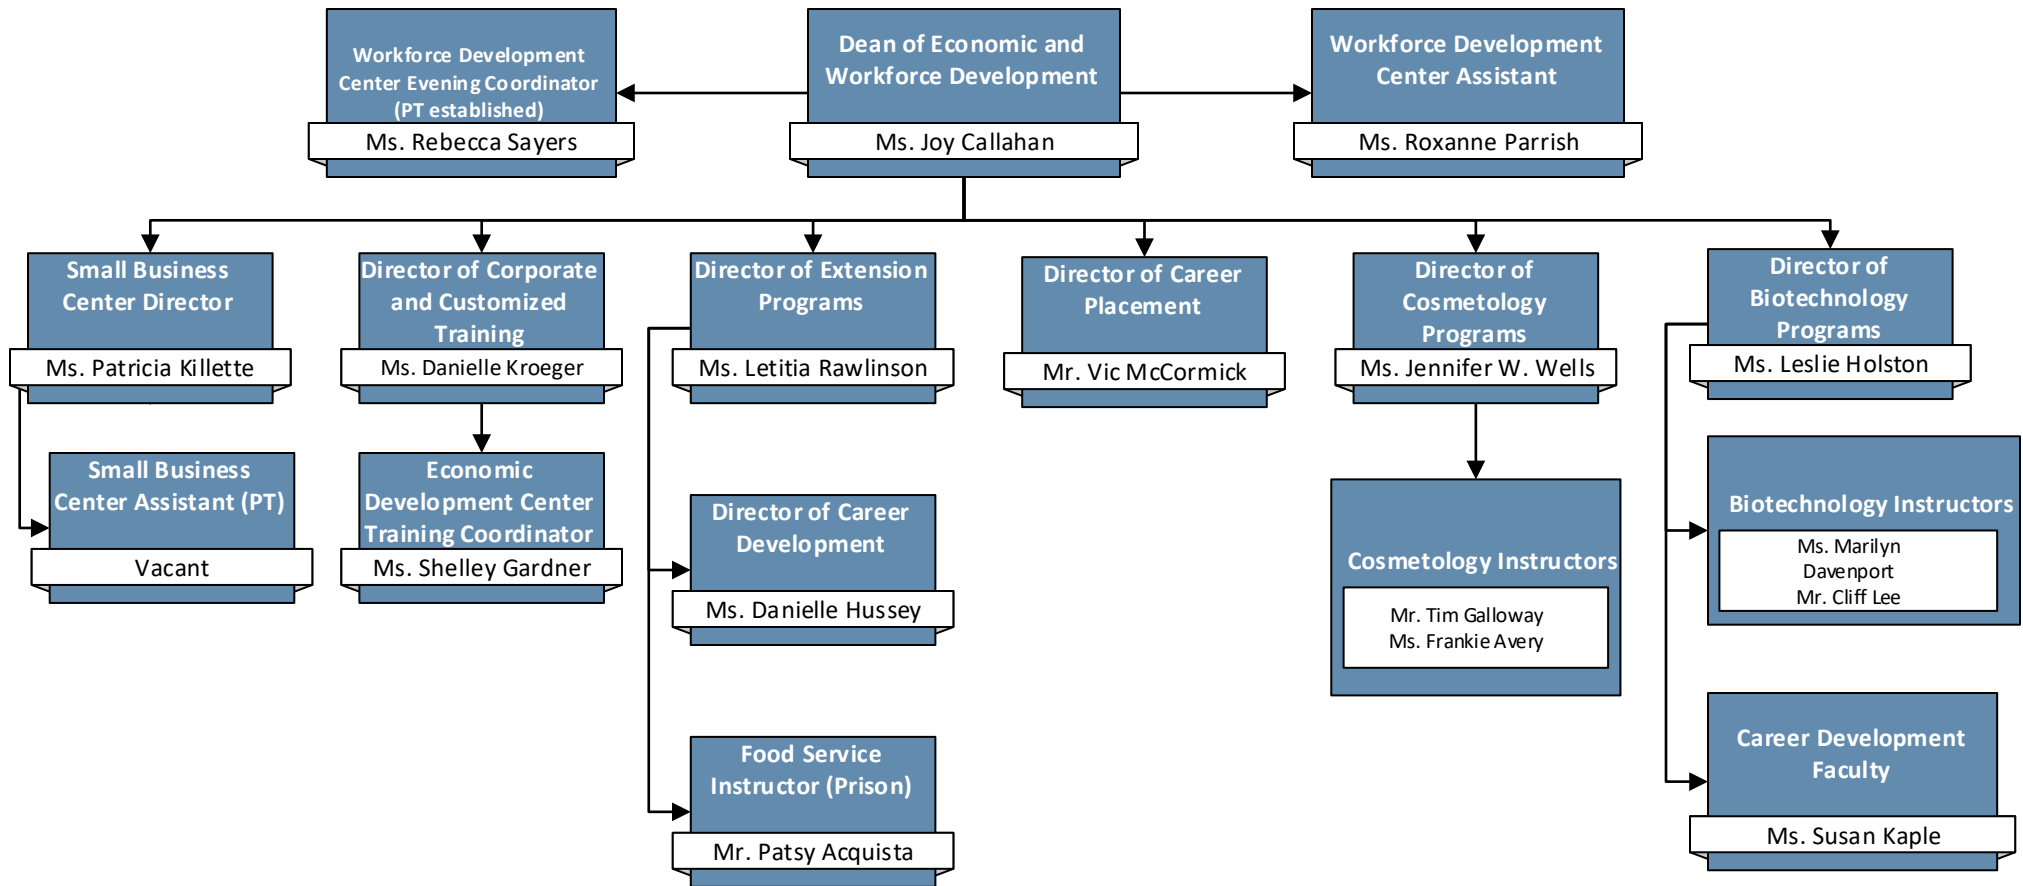 Workforce Development
Center Evening Coordinator
(PT established)
Ms. Rebecca Sayers
Dean of Economic and
Workforce Development
Ms. Joy Callahan
Workforce Development
Center Assistant
Ms. Roxanne Parrish
Small Business
Center Director
Ms. Patricia Killette
Director of Corporate
and Customized
Training
Ms. Danielle Kroeger
Director of Extension
Programs
Ms. Letitia Rawlinson
Director of Career
Placement
Mr. Vic McCormick
Director of
Cosmetology
Programs
Ms. Jennifer W. Wells
Director of
Biotechnology
Programs
Ms. Leslie Holston
Small Business
Center Assistant (PT)
Vacant
Economic
Development Center
Training Coordinator
Ms. Shelley Gardner
Director of Career
Development
Ms. Danielle Hussey
Cosmetology Instructors
Mr. Tim Galloway
Ms. Frankie Avery
Biotechnology Instructors
Ms. Marilyn
Davenport
Mr. Cliff Lee
Food Service
Instructor (Prison)
Mr. Patsy Acquista
Career Development
Faculty
Ms. Susan Kaple